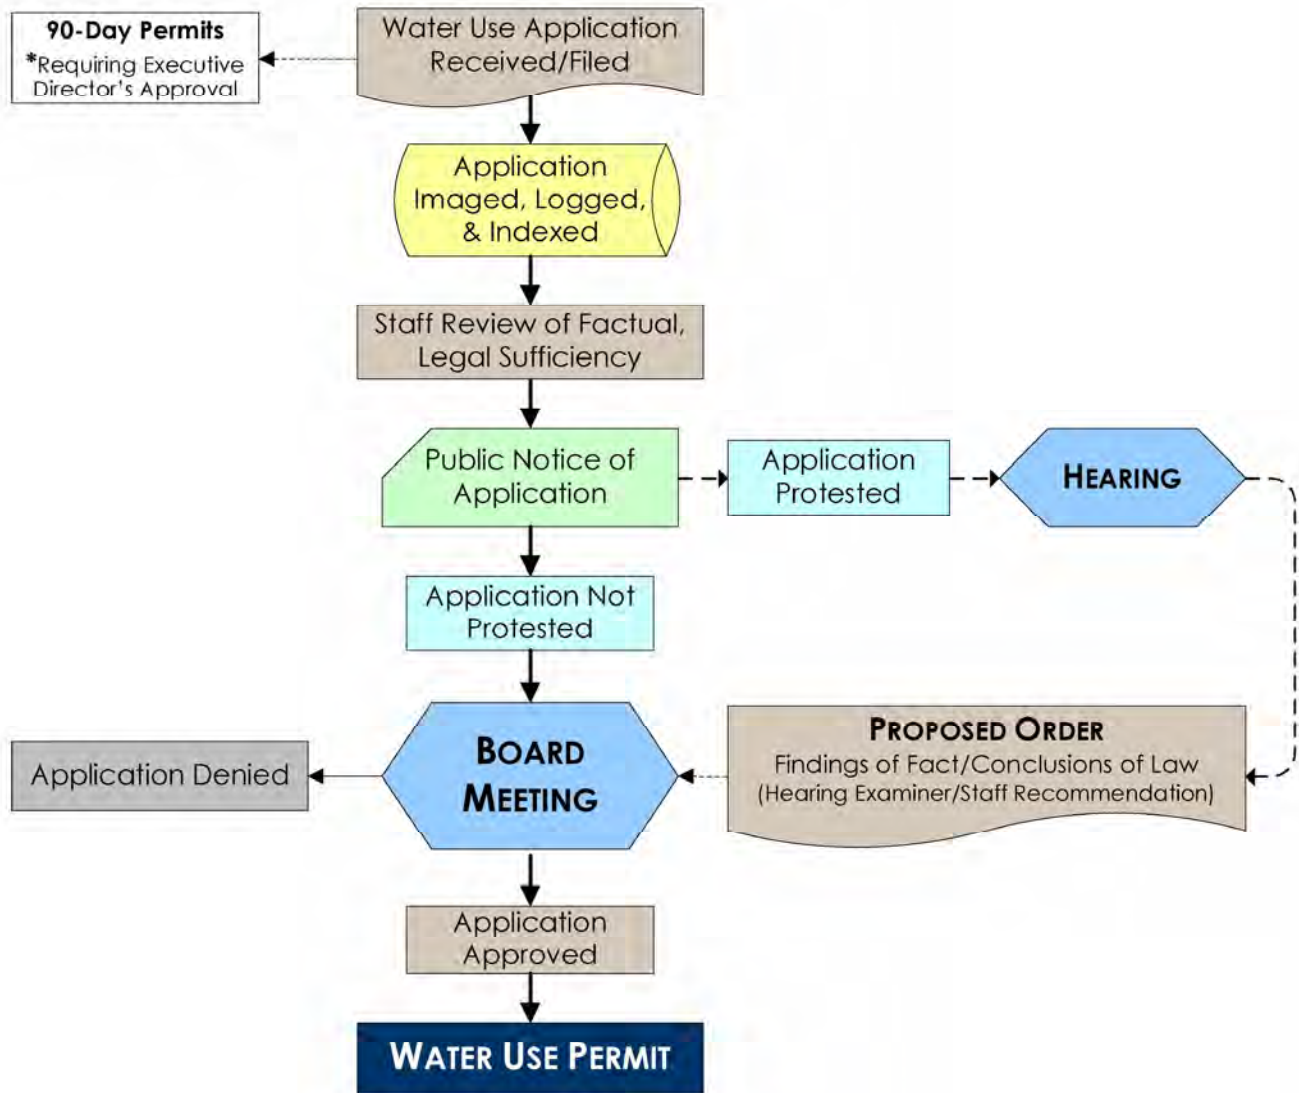 90-Day Permits
*Requiring Executive
Director's Approval
Water Use Application
Received/Filed
Application
Imaged, Logged,
& Indexed
Staff Review of Factual,
Legal Sufficiency
Public Notice of
Application
Application
Protested
HEARING
Application Not
Protested
BOARD
MEETING
PROPOSED ORDER
Findings of Fact/Conclusions of Law
(Hearing Examiner/Staff Recommendation)
Application Denied
Application
Approved
WATER USE PERMIT